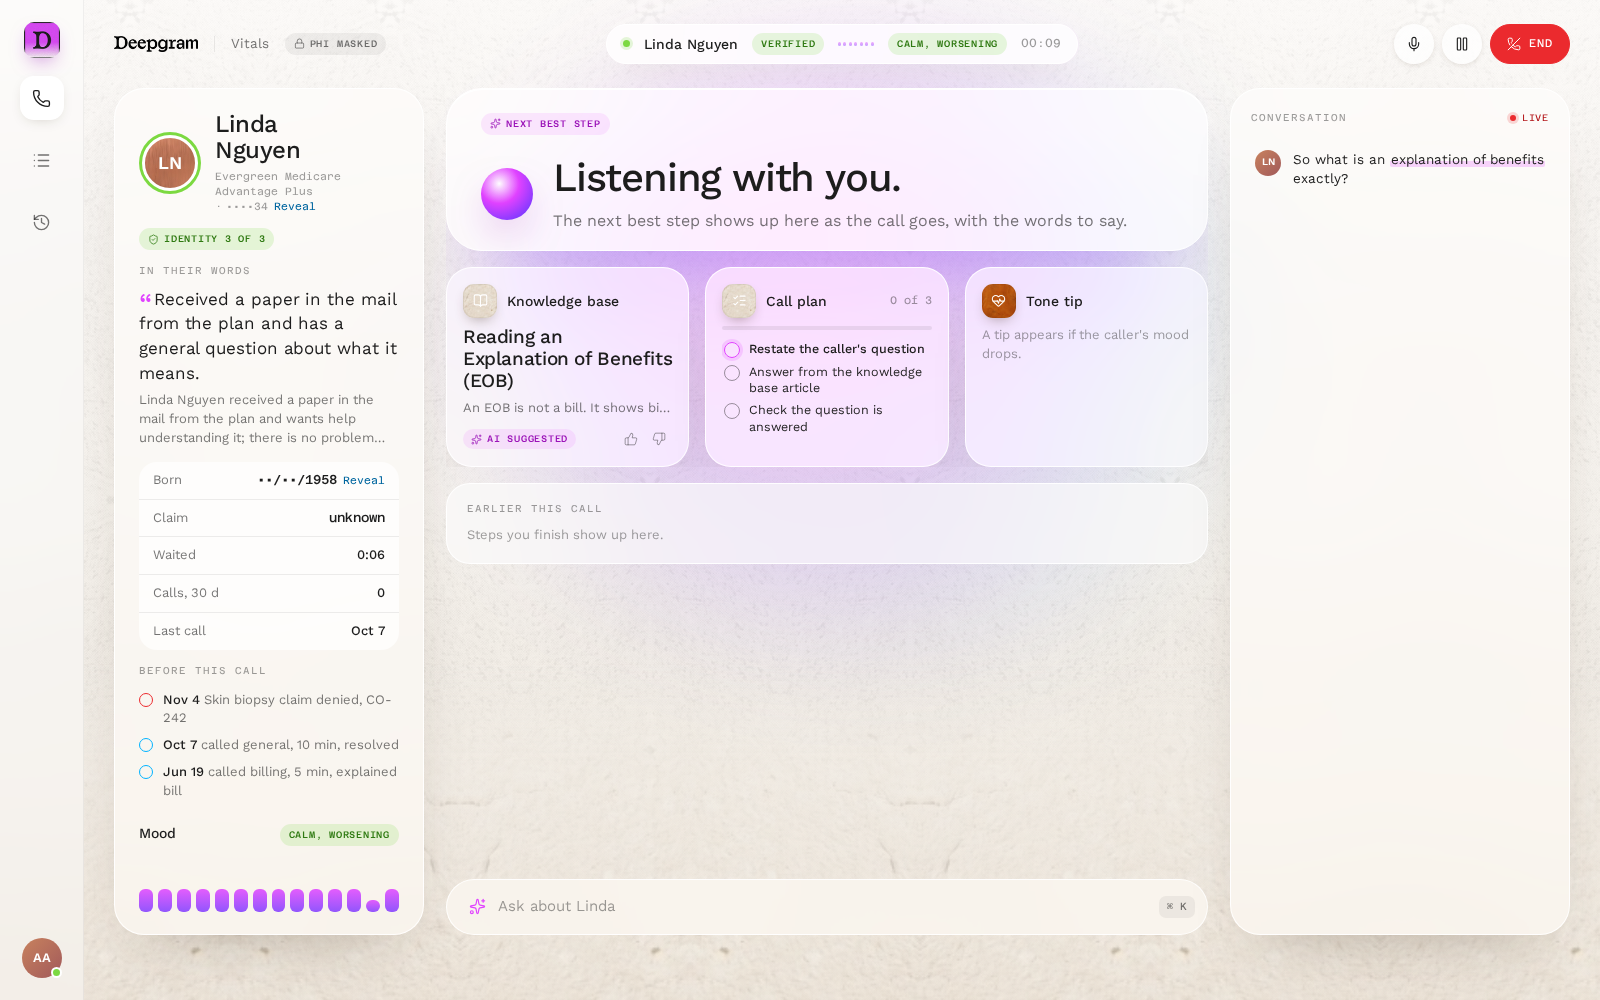 D
Deepgram
Vitals
PHI MASKED
Linda Nguyen
VERIFIED
CALM, WORSENING
00:09
END
LN
Linda
Nguyen
Evergreen Medicare
Advantage Plus
· ••••34 Reveal
IDENTITY 3 OF 3
IN THEIR WORDS
“Received a paper in the mail
from the plan and has a
general question about what it
means.
Linda Nguyen received a paper in the
mail from the plan and wants help
understanding it; there is no problem...
Born ••/••/1958 Reveal
Claim unknown
Waited 0:06
Calls, 30 d 0
Last call Oct 7
BEFORE THIS CALL
Nov 4 Skin biopsy claim denied, CO-
242
Oct 7 called general, 10 min, resolved
Jun 19 called billing, 5 min, explained
bill
Mood CALM, WORSENING
AA
NEXT BEST STEP
Listening with you.
The next best step shows up here as the call goes, with the words to say.
Knowledge base
Reading an
Explanation of Benefits
(EOB)
An EOB is not a bill. It shows bi...
AI SUGGESTED
Call plan 0 of 3
Restate the caller's question
Answer from the knowledge
base article
Check the question is
answered
Tone tip
A tip appears if the caller's mood
drops.
EARLIER THIS CALL
Steps you finish show up here.
Ask about Linda
⌘ K
CONVERSATION
LIVE
LN
So what is an explanation of benefits
exactly?